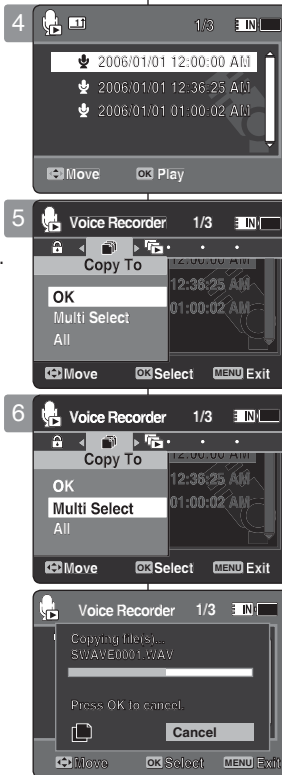 4
11 1/3 IN
2006/01/01 12:00:00 AM
2006/01/01 12:36:25 AM
2006/01/01 01:00:02 AM
Move OK Play
5
Voice Recorder 1/3 IN
Copy To
12:00:00 AM
OK
12:36:25 AM
Multi Select
01:00:02 AM
All
Move OK Select MENU Exit
6
Voice Recorder 1/3 IN
Copy To
12:00:00 AM
OK
12:36:25 AM
Multi Select
01:00:02 AM
All
Move OK Select MENU Exit
Voice Recorder 1/3 IN
Copying file(s)...
SWAVE0001.WAV
Press OK to cancel.
Cancel
Move OK Select MENU Exit